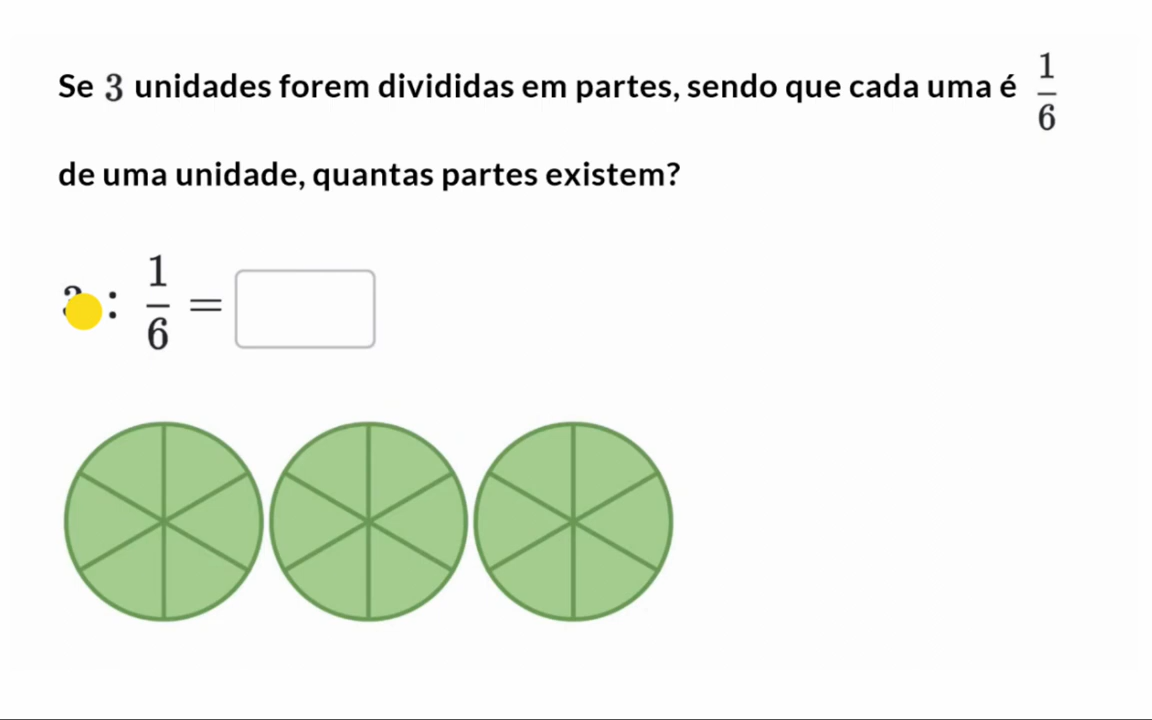 Se 3 unidades forem divididas em partes, sendo que cada uma é 1/6
de uma unidade, quantas partes existem?
: 1/6 =